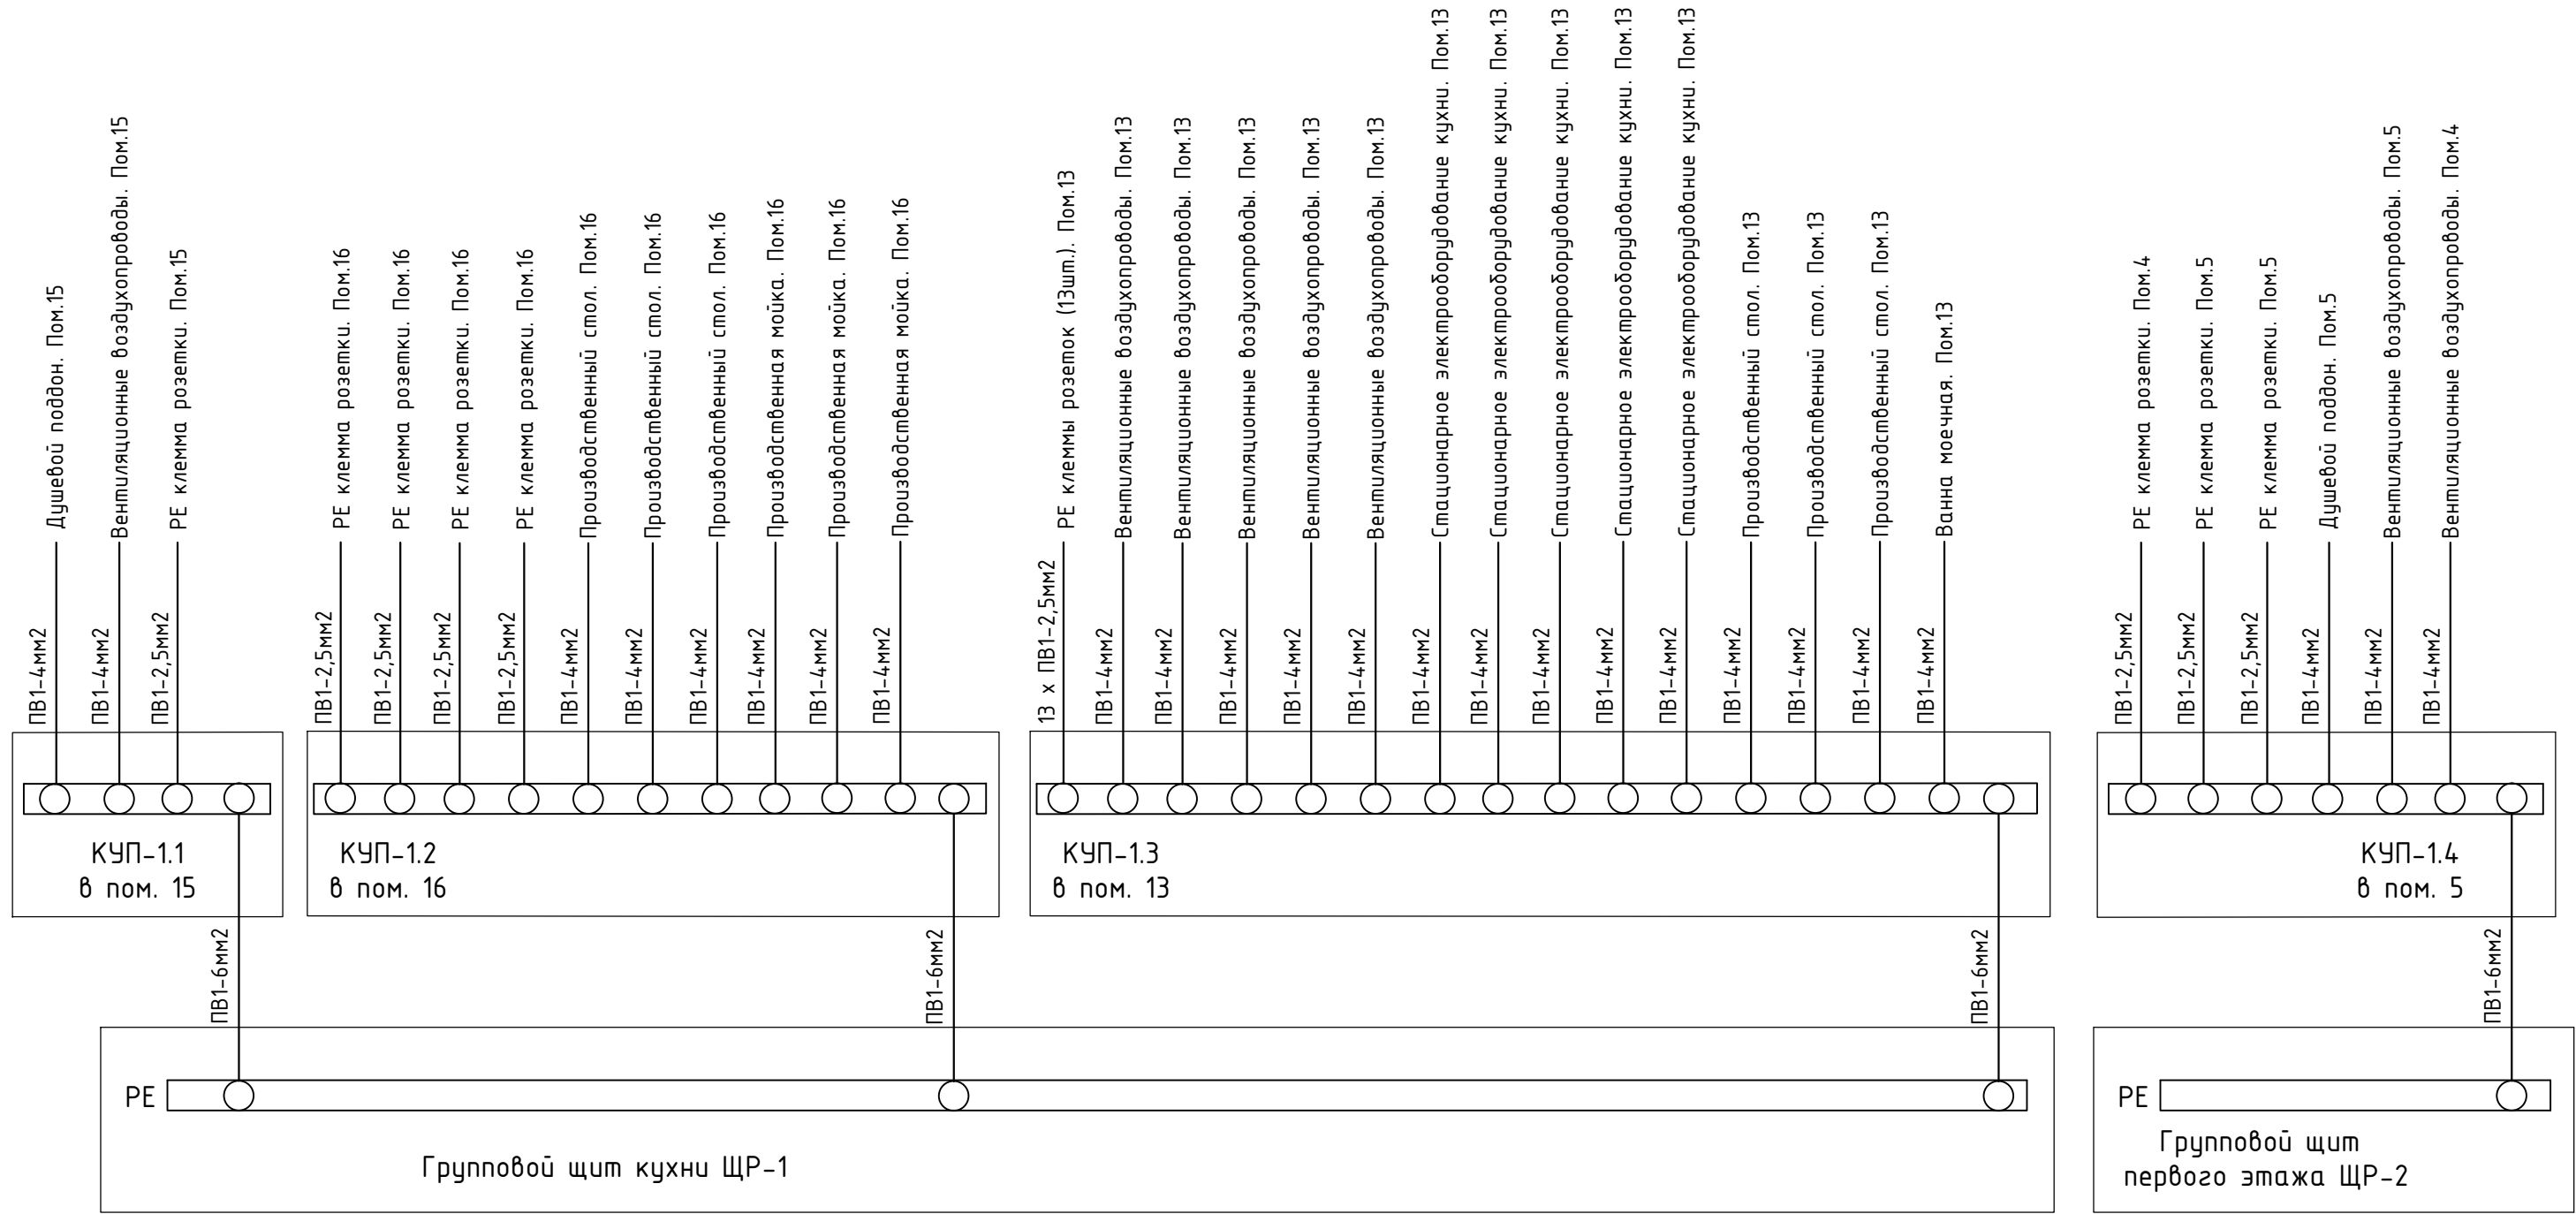 Душевой поддон. Пом.15
Вентиляционные воздухопроводы. Пом.15
РЕ клемма розетки. Пом.15
РЕ клемма розетки. Пом.16
РЕ клемма розетки. Пом.16
РЕ клемма розетки. Пом.16
РЕ клемма розетки. Пом.16
Производственный стол. Пом.16
Производственный стол. Пом.16
Производственный стол. Пом.16
Производственная мойка. Пом.16
Производственная мойка. Пом.16
Производственная мойка. Пом.16
РЕ клеммы розеток (13шт.). Пом.13
Вентиляционные воздухопроводы. Пом.13
Вентиляционные воздухопроводы. Пом.13
Вентиляционные воздухопроводы. Пом.13
Вентиляционные воздухопроводы. Пом.13
Вентиляционные воздухопроводы. Пом.13
Стационарное электрооборудование кухни. Пом.13
Стационарное электрооборудование кухни. Пом.13
Стационарное электрооборудование кухни. Пом.13
Стационарное электрооборудование кухни. Пом.13
Стационарное электрооборудование кухни. Пом.13
Производственный стол. Пом.13
Производственный стол. Пом.13
Производственный стол. Пом.13
Ванна моечная. Пом.13
РЕ клемма розетки. Пом.4
РЕ клемма розетки. Пом.5
РЕ клемма розетки. Пом.5
Душевой поддон. Пом.5
Вентиляционные воздухопроводы. Пом.5
Вентиляционные воздухопроводы. Пом.4
ПВ1-4мм2
ПВ1-4мм2
ПВ1-2,5мм2
ПВ1-2,5мм2
ПВ1-2,5мм2
ПВ1-2,5мм2
ПВ1-2,5мм2
ПВ1-4мм2
ПВ1-4мм2
ПВ1-4мм2
ПВ1-4мм2
ПВ1-4мм2
ПВ1-4мм2
13 х ПВ1-2,5мм2
ПВ1-4мм2
ПВ1-4мм2
ПВ1-4мм2
ПВ1-4мм2
ПВ1-4мм2
ПВ1-4мм2
ПВ1-4мм2
ПВ1-4мм2
ПВ1-4мм2
ПВ1-4мм2
ПВ1-4мм2
ПВ1-4мм2
ПВ1-4мм2
ПВ1-4мм2
ПВ1-2,5мм2
ПВ1-2,5мм2
ПВ1-2,5мм2
ПВ1-4мм2
ПВ1-4мм2
ПВ1-4мм2
КУП-1.1
в пом. 15
КУП-1.2
в пом. 16
КУП-1.3
в пом. 13
КУП-1.4
в пом. 5
ПВ1-6мм2
ПВ1-6мм2
ПВ1-6мм2
ПВ1-6мм2
РЕ
Групповой щит кухни ЩР-1
РЕ
Групповой щит
первого этажа ЩР-2